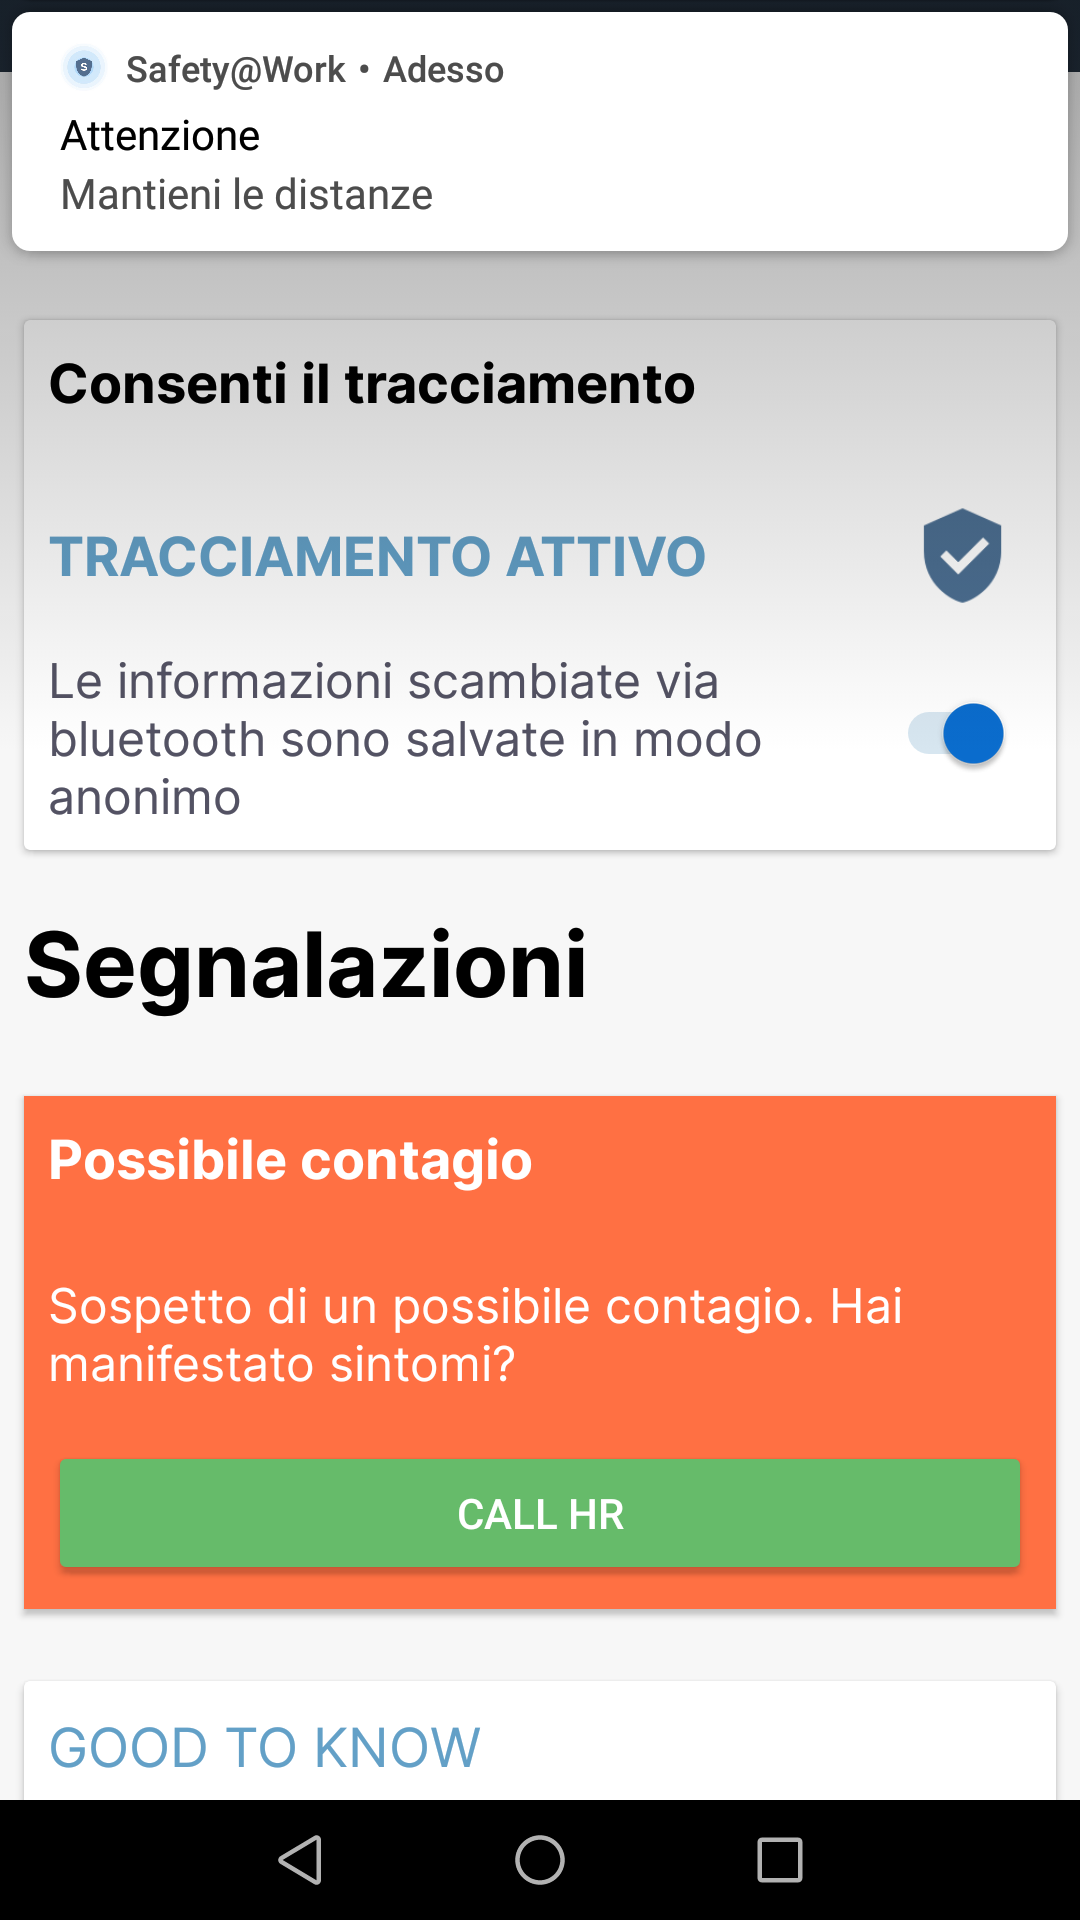 Safety@Work • Adesso
Attenzione
Mantieni le distanze
Consenti il tracciamento
TRACCIAMENTO ATTIVO
Le informazioni scambiate via
bluetooth sono salvate in modo
anonimo
Segnalazioni
Possibile contagio
Sospetto di un possibile contagio. Hai
manifestato sintomi?
CALL HR
GOOD TO KNOW